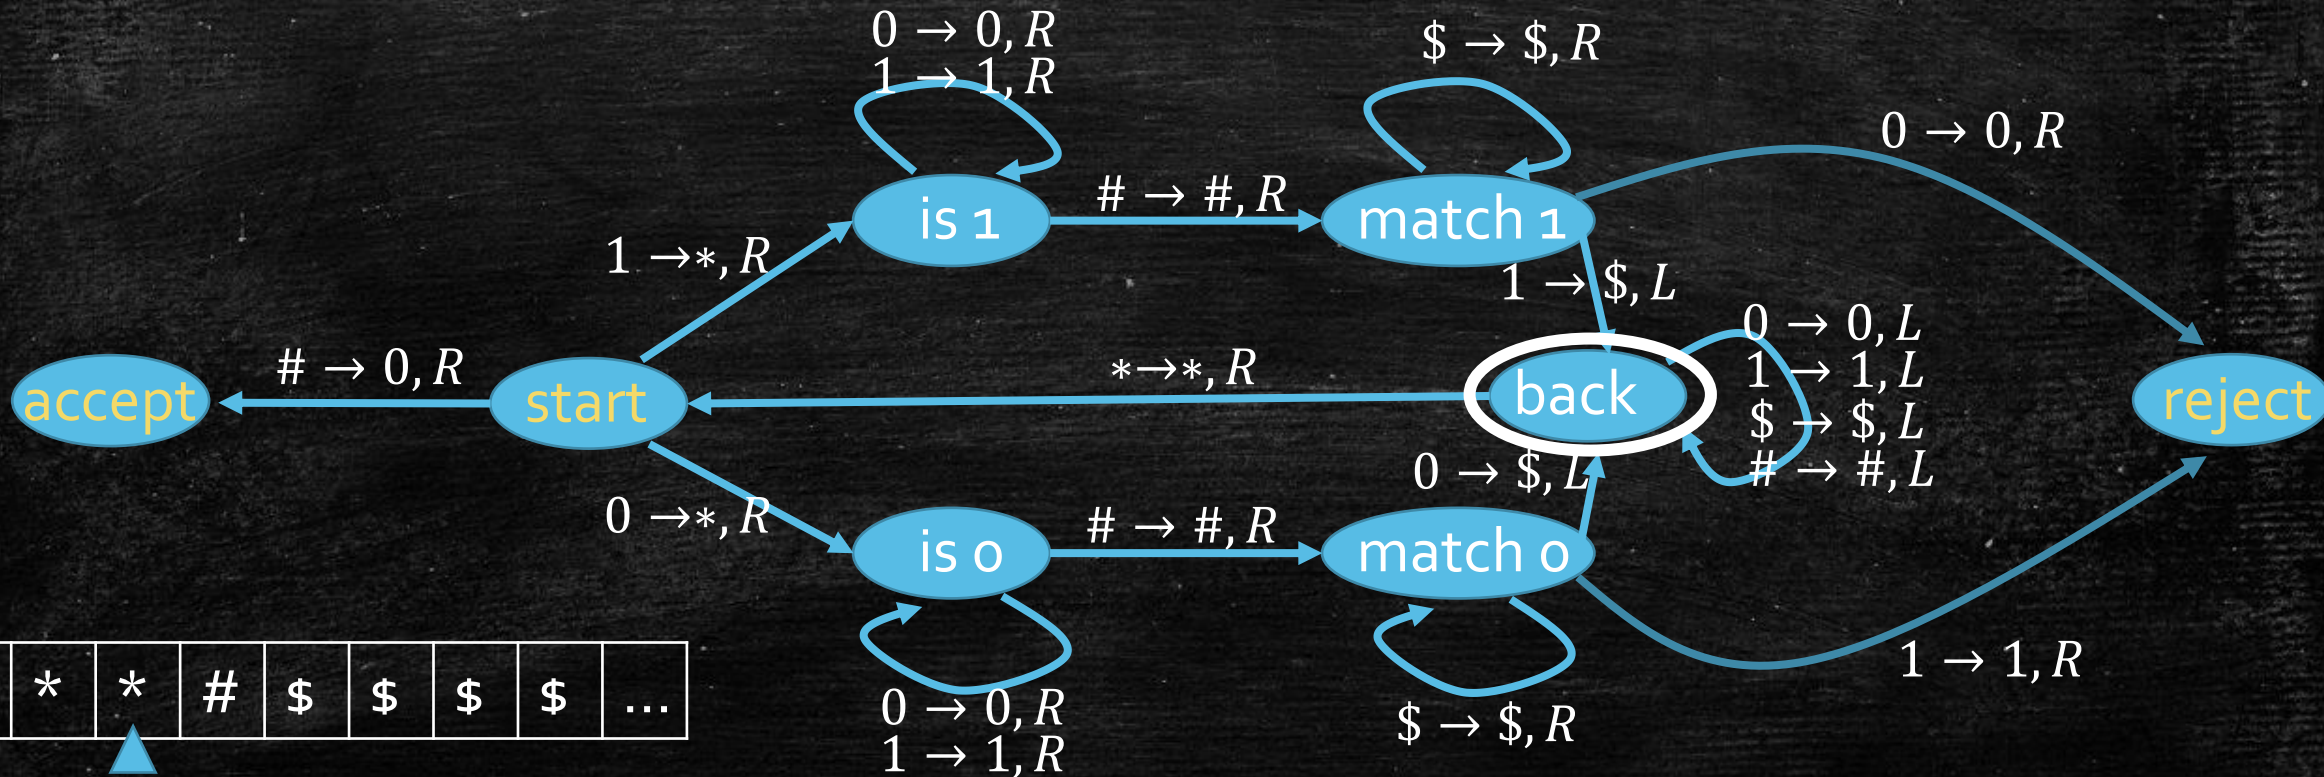 0 → 0, R
1 → 1, R
$ → $, R
0 → 0, R
is 1
# → #, R
match 1
1 →*, R
1 → $, L
accept
# → 0, R
start
*→*, R
back
0 → 0, L
1 → 1, L
$ → $, L
# → #, L
reject
0 → $, L
0 →*, R
is 0
# → #, R
match 0
1 → 1, R
* * # $ $ $ $ ...
0 → 0, R
1 → 1, R
$ → $, R